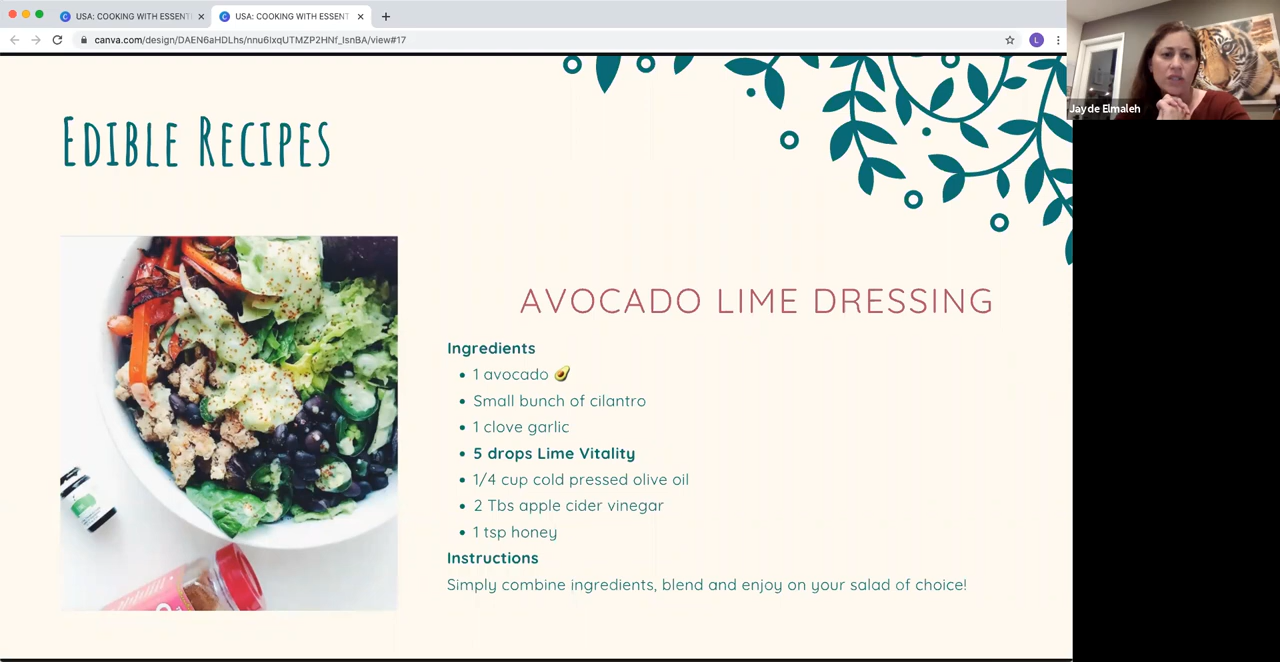 USA: COOKING WITH ESSENTI
USA: COOKING WITH ESSENTI
canva.com/design/DAEN6aHDLhs/nnu6IxqUTMZP2HNf_IsnBA/view#17
L
Jayde Elmaleh
EDIBLE RECIPES
AVOCADO LIME DRESSING
Ingredients
• 1 avocado 🥑
• Small bunch of cilantro
• 1 clove garlic
• 5 drops Lime Vitality
• 1/4 cup cold pressed olive oil
• 2 Tbs apple cider vinegar
• 1 tsp honey
Instructions
Simply combine ingredients, blend and enjoy on your salad of choice!